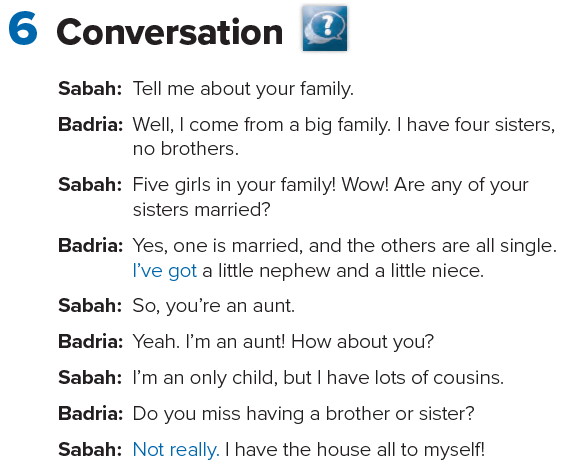 6 Conversation
Sabah: Tell me about your family.
Badria: Well, I come from a big family. I have four sisters,
no brothers.
Sabah: Five girls in your family! Wow! Are any of your
sisters married?
Badria: Yes, one is married, and the others are all single.
I've got a little nephew and a little niece.
Sabah: So, you're an aunt.
Badria: Yeah. I'm an aunt! How about you?
Sabah: I'm an only child, but I have lots of cousins.
Badria: Do you miss having a brother or sister?
Sabah: Not really. I have the house all to myself!